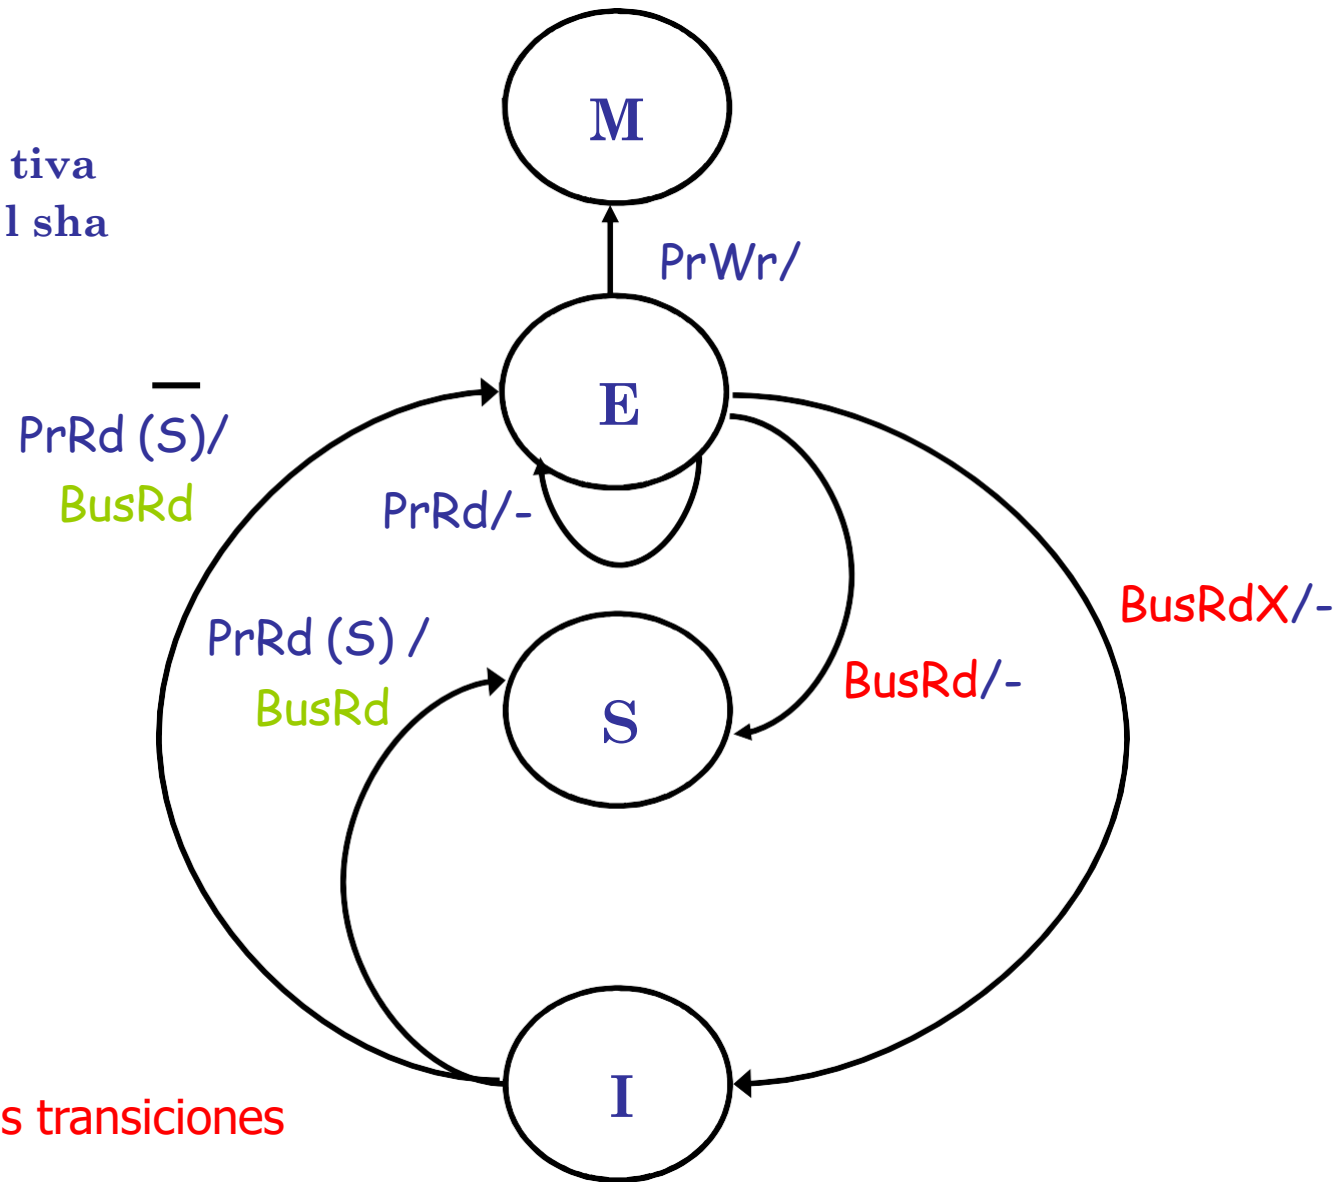 M
tiva
l sha
PrWr/
E
PrRd (S̅)/
BusRd
PrRd/-
BusRdX/-
PrRd (S) /
BusRd
BusRd/-
S
I
s transiciones